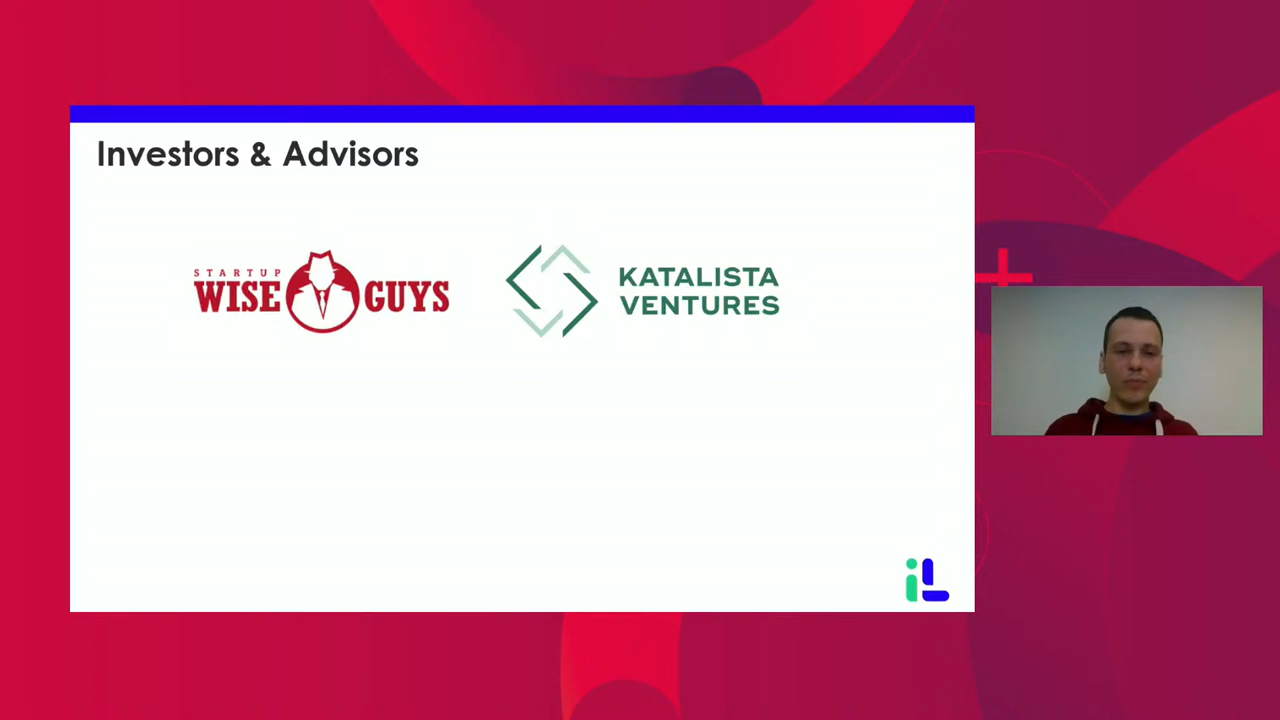 Investors & Advisors
STARTUP
WISE GUYS
KATALISTA
VENTURES
iL